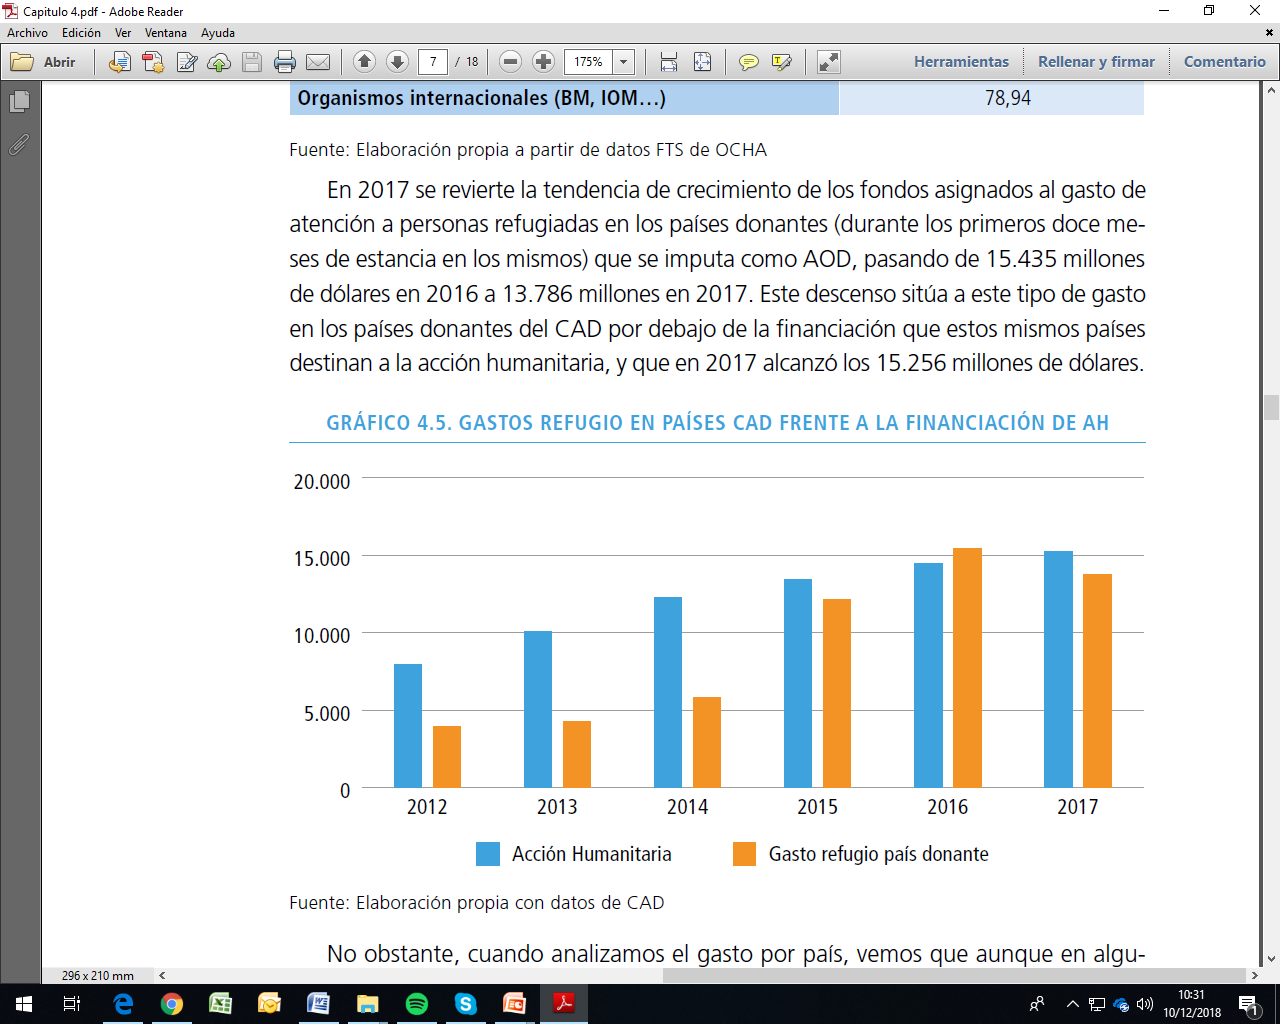 Capitulo 4.pdf - Adobe Reader
Archivo Edición Ver Ventana Ayuda
Abrir 7 / 18 175% Herramientas Rellenar y firmar Comentario
Organismos internacionales (BM, IOM...) 78,94
Fuente: Elaboración propia a partir de datos FTS de OCHA
En 2017 se revierte la tendencia de crecimiento de los fondos asignados al gasto de
atención a personas refugiadas en los países donantes (durante los primeros doce me-
ses de estancia en los mismos) que se imputa como AOD, pasando de 15.435 millones
de dólares en 2016 a 13.786 millones en 2017. Este descenso sitúa a este tipo de gasto
en los países donantes del CAD por debajo de la financiación que estos mismos países
destinan a la acción humanitaria, y que en 2017 alcanzó los 15.256 millones de dólares.
GRÁFICO 4.5. GASTOS REFUGIO EN PAÍSES CAD FRENTE A LA FINANCIACIÓN DE AH
20.000
15.000
10.000
5.000
0
2012 2013 2014 2015 2016 2017
Acción Humanitaria Gasto refugio país donante
Fuente: Elaboración propia con datos de CAD
No obstante, cuando analizamos el gasto por país, vemos que aunque en algu-
296 x 210 mm
10:31
10/12/2018
1